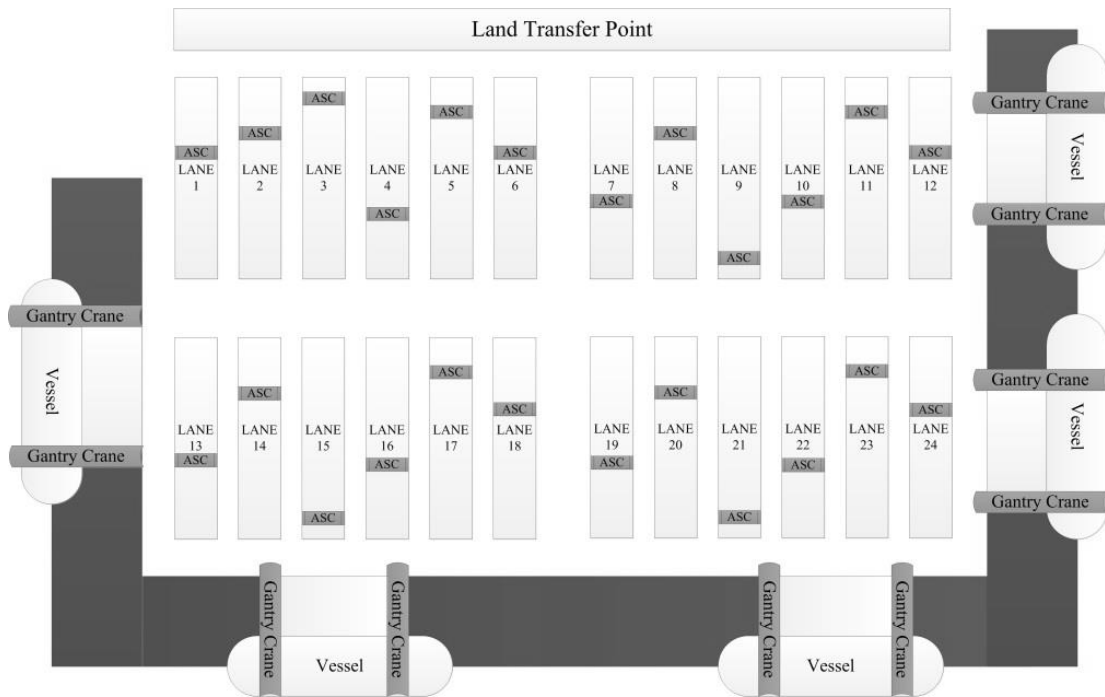 Land Transfer Point
ASC
LANE
1
ASC
LANE
2
ASC
LANE
3
LANE
4
ASC
ASC
LANE
5
ASC
LANE
6
LANE
7
ASC
ASC
LANE
8
LANE
9
ASC
LANE
10
ASC
ASC
LANE
11
ASC
LANE
12
Gantry Crane
Vessel
Gantry Crane
Gantry Crane
Vessel
Gantry Crane
LANE
13
ASC
ASC
LANE
14
LANE
15
ASC
LANE
16
ASC
ASC
LANE
17
ASC
LANE
18
LANE
19
ASC
ASC
LANE
20
LANE
21
ASC
LANE
22
ASC
ASC
LANE
23
ASC
LANE
24
Gantry Crane
Vessel
Gantry Crane
Gantry Crane
Vessel
Gantry Crane
Gantry Crane
Vessel
Gantry Crane